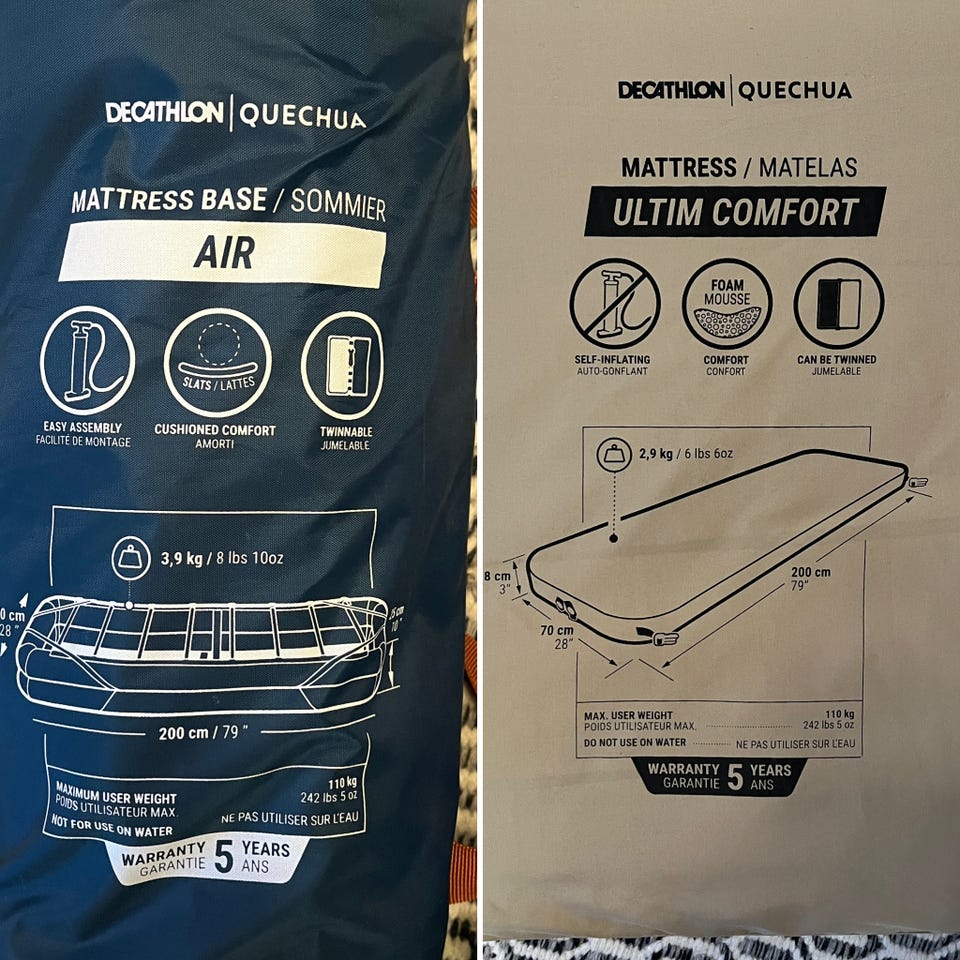 DECATHLON | QUECHUA
MATTRESS BASE / SOMMIER
AIR
SLATS / LATTES
EASY ASSEMBLY
FACILITÉ DE MONTAGE
CUSHIONED COMFORT
AMORTI
TWINNABLE
JUMELABLE
3,9 kg / 8 lbs 10oz
0 cm
28 "
5 cm
10 "
200 cm / 79 "
MAXIMUM USER WEIGHT
POIDS UTILISATEUR MAX.
110 kg
242 lbs 5 oz
NOT FOR USE ON WATER
NE PAS UTILISER SUR L'EAU
WARRANTY
GARANTIE
5
YEARS
ANS
DECATHLON | QUECHUA
MATTRESS / MATELAS
ULTIM COMFORT
FOAM
MOUSSE
SELF-INFLATING
AUTO-GONFLANT
COMFORT
CONFORT
CAN BE TWINNED
JUMELABLE
2,9 kg / 6 lbs 6oz
8 cm
3"
70 cm
28"
200 cm
79"
MAX. USER WEIGHT
POIDS UTILISATEUR MAX.
110 kg
242 lbs 5 oz
DO NOT USE ON WATER
NE PAS UTILISER SUR L'EAU
WARRANTY
GARANTIE
5
YEARS
ANS